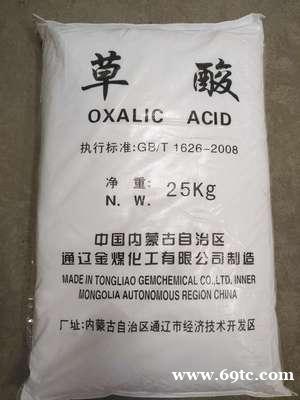 草 酸
OXALIC ACID
执行标准:GB/T 1626-2008
净 重:
N. W. 25Kg
中国内蒙古自治区
通辽金煤化工有限公司制造
MADE IN TONGLIAO GEMCHEMICAL CO.,LTD. INNER
MONGOLIA AUTONOMOUS REGION CHINA
厂址:内蒙古自治区通辽市经济技术开发区
www.69tc.com